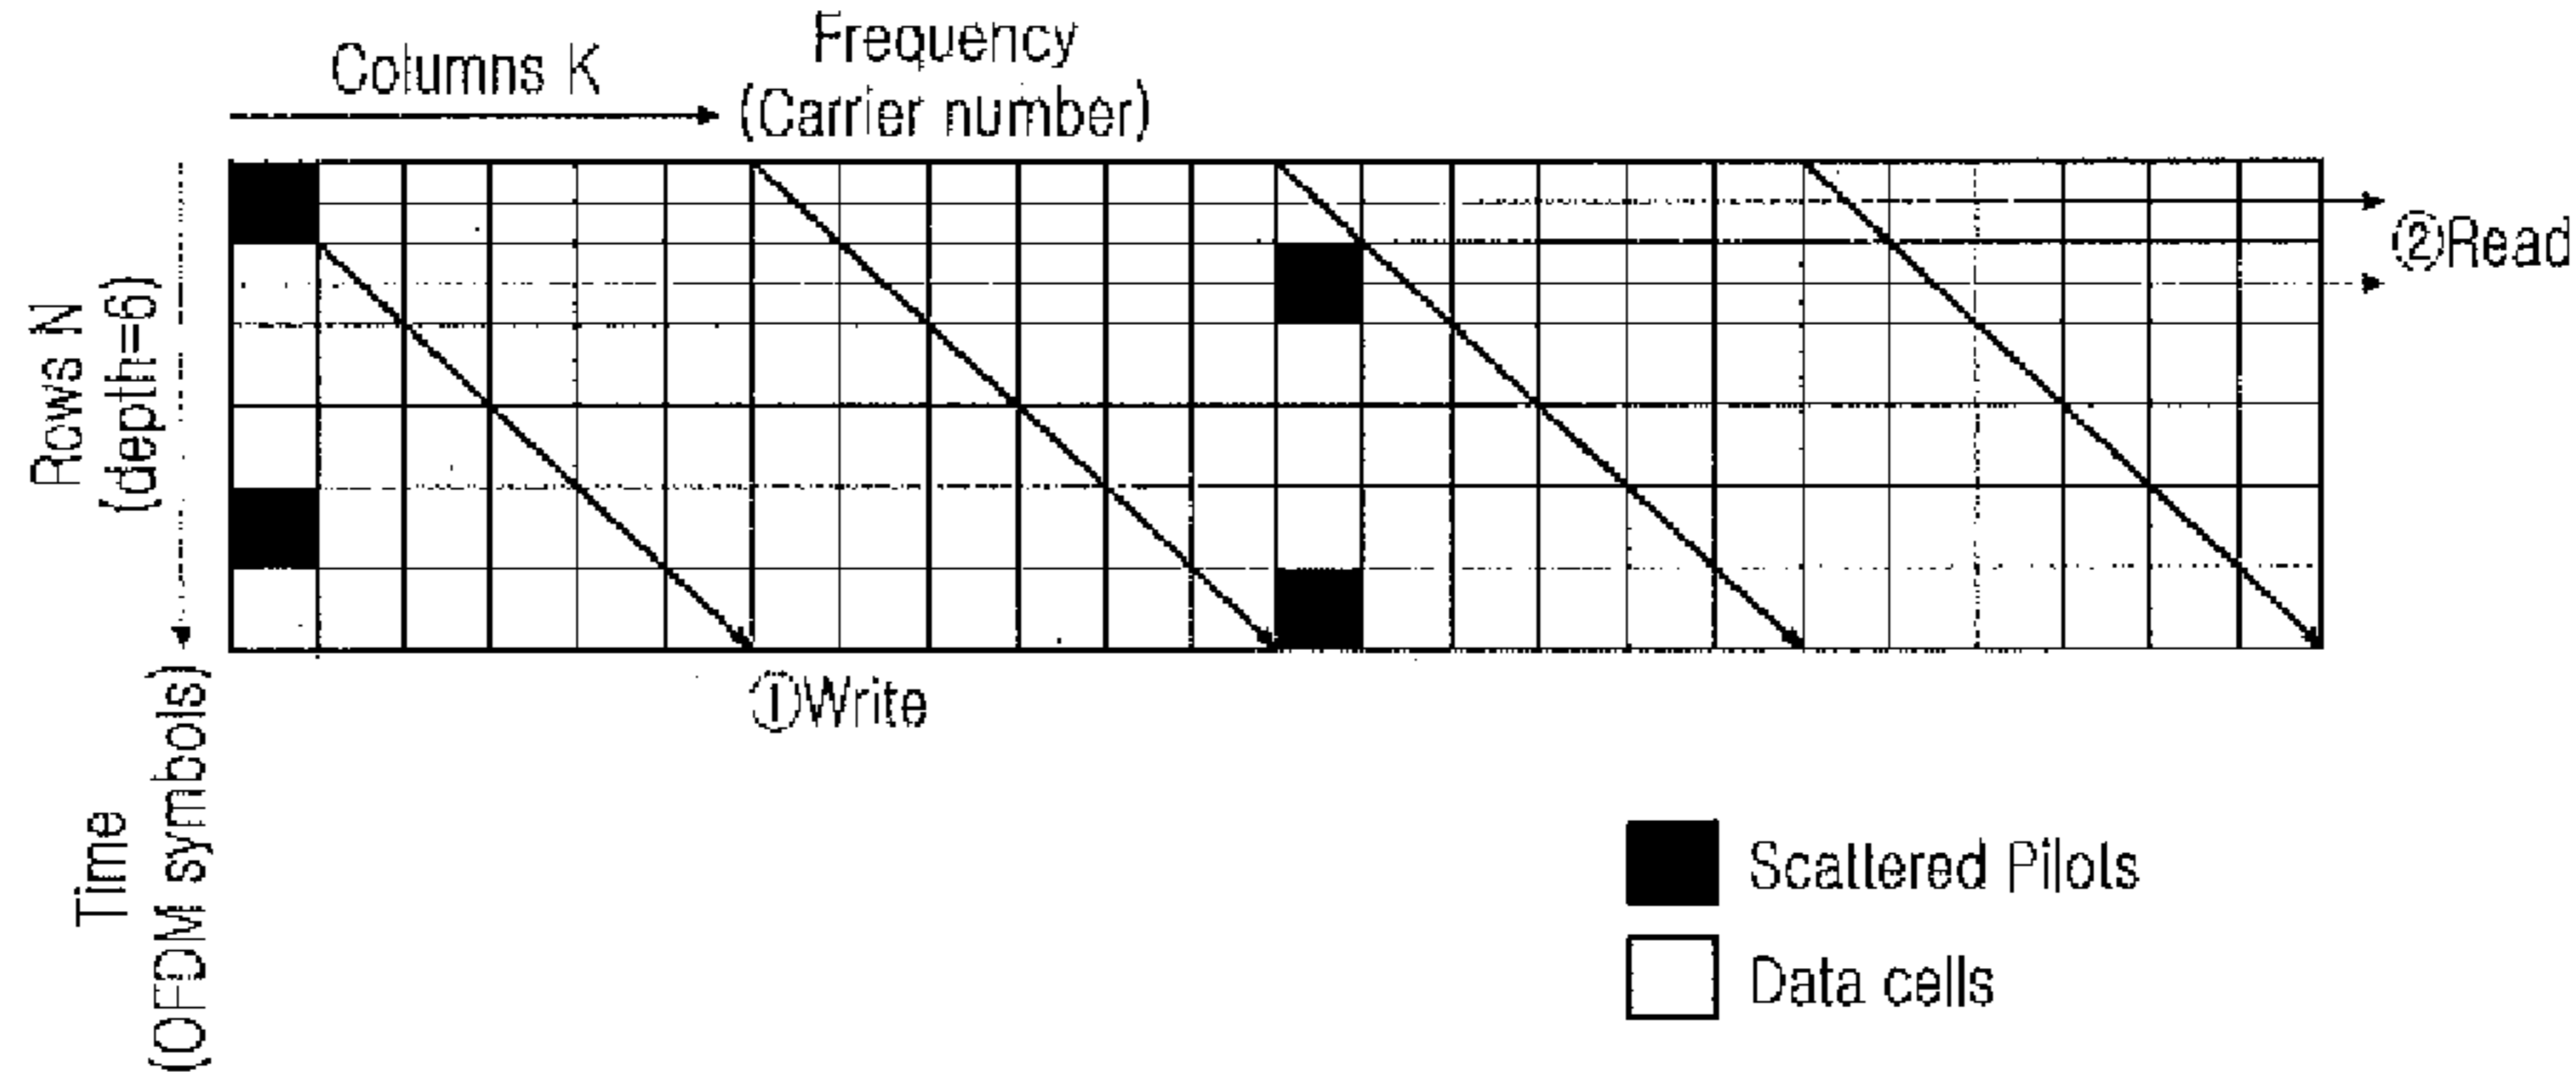 Columns K
Frequency
(Carrier number)
②Read
Rows N
(depth=6)
Time
(OFDM symbols)
①Write
Scattered Pilots
Data cells